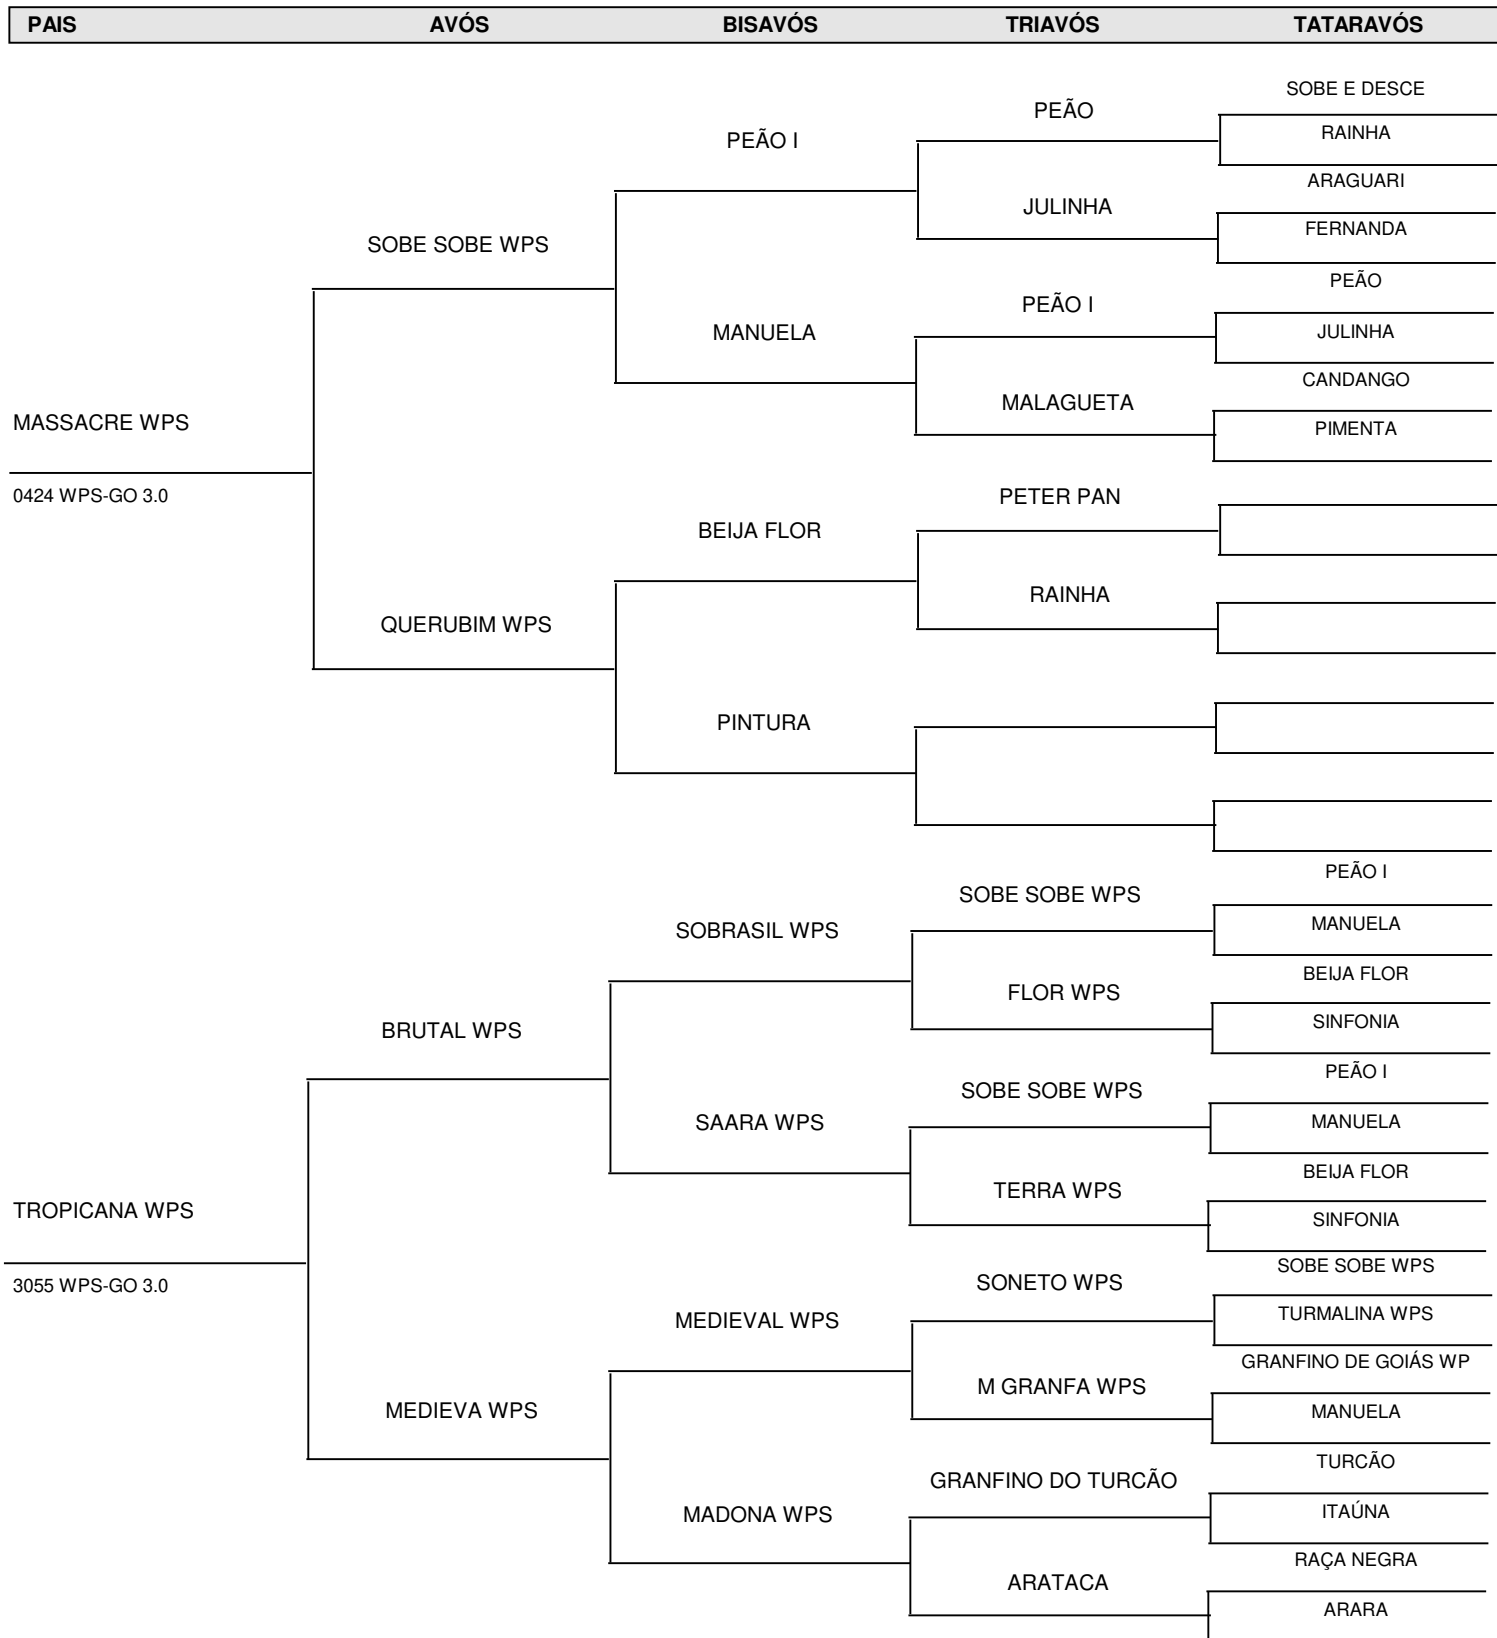 PAIS AVÓS BISAVÓS TRIAVÓS TATARAVÓS
SOBE E DESCE
PEÃO
RAINHA
PEÃO I
ARAGUARI
JULINHA
FERNANDA
SOBE SOBE WPS
PEÃO
PEÃO I
JULINHA
MANUELA
CANDANGO
MALAGUETA
PIMENTA
MASSACRE WPS
0424 WPS-GO 3.0
PETER PAN
BEIJA FLOR
RAINHA
QUERUBIM WPS
PINTURA
PEÃO I
SOBE SOBE WPS
MANUELA
SOBRASIL WPS
BEIJA FLOR
FLOR WPS
SINFONIA
BRUTAL WPS
PEÃO I
SOBE SOBE WPS
MANUELA
SAARA WPS
BEIJA FLOR
TERRA WPS
SINFONIA
TROPICANA WPS
3055 WPS-GO 3.0
SOBE SOBE WPS
SONETO WPS
TURMALINA WPS
MEDIEVAL WPS
GRANFINO DE GOIÁS WP
M GRANFA WPS
MANUELA
MEDIEVA WPS
TURCÃO
GRANFINO DO TURCÃO
ITAÚNA
MADONA WPS
RAÇA NEGRA
ARATACA
ARARA